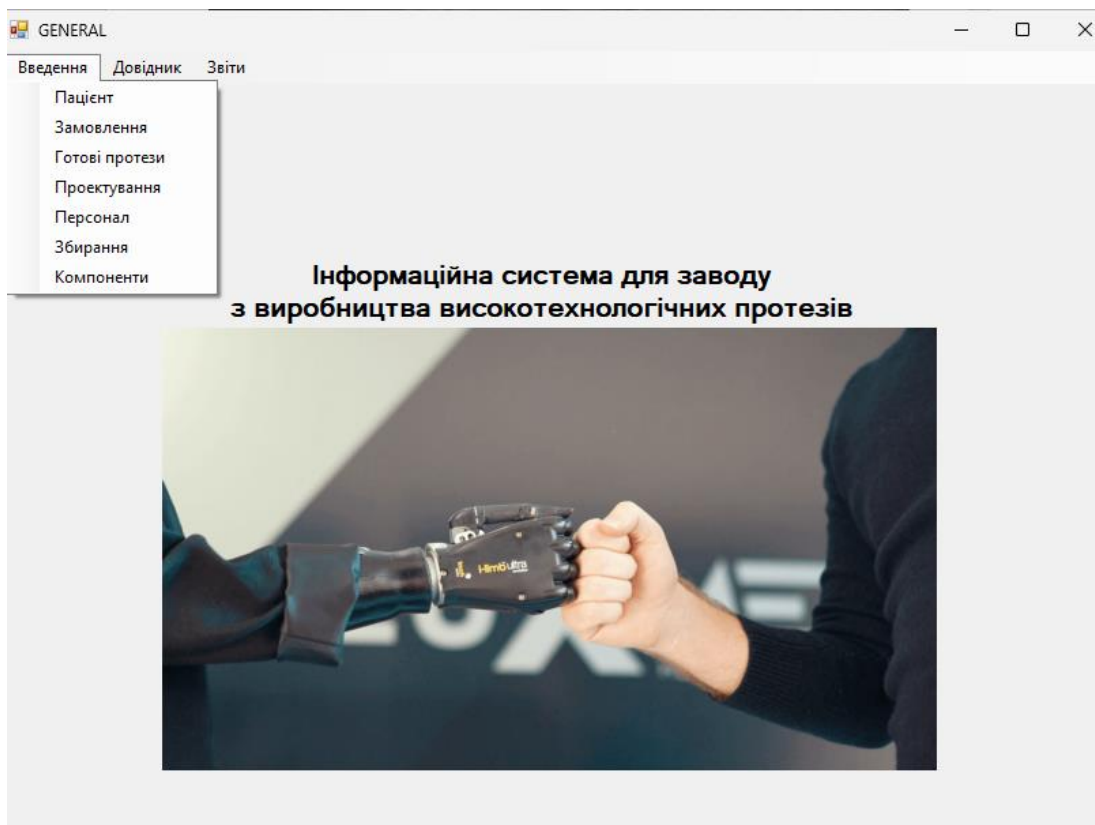 GENERAL
Введення Довідник Звіти
Пацієнт
Замовлення
Готові протези
Проектування
Персонал
Збирання
Компоненти
Інформаційна система для заводу
з виробництва високотехнологічних протезів
ultra